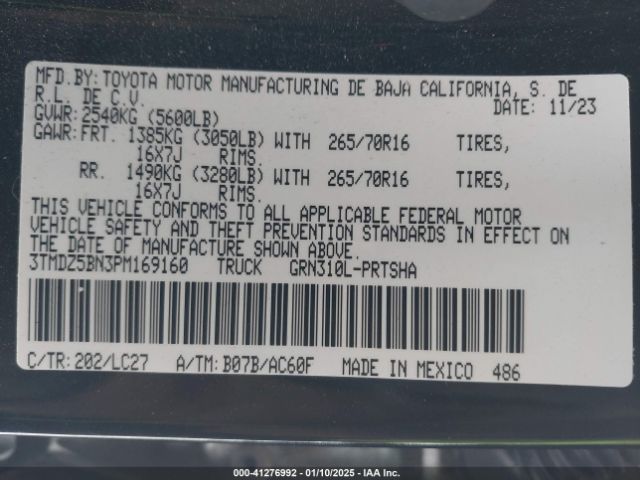 MFD.BY: TOYOTA MOTOR MANUFACTURING DE BAJA CALIFORNIA, S. DE
R.L. DE C.V.
DATE: 11/23
GVWR: 2540KG (5600LB)
GAWR: FRT. 1385KG (3050LB) WITH 265/70R16 TIRES,
16X7J RIMS.
RR. 1490KG (3280LB) WITH 265/70R16 TIRES,
16X7J RIMS.
THIS VEHICLE CONFORMS TO ALL APPLICABLE FEDERAL MOTOR
VEHICLE SAFETY AND THEFT PREVENTION STANDARDS IN EFFECT ON
THE DATE OF MANUFACTURE SHOWN ABOVE.
3TMDZ5BN3PM169160 TRUCK GRN310L-PRTSHA
C/TR: 202/LC27 A/TM: B07B/AC60F MADE IN MEXICO 486
000-41276992 — 01/10/2025 — IAA Inc.